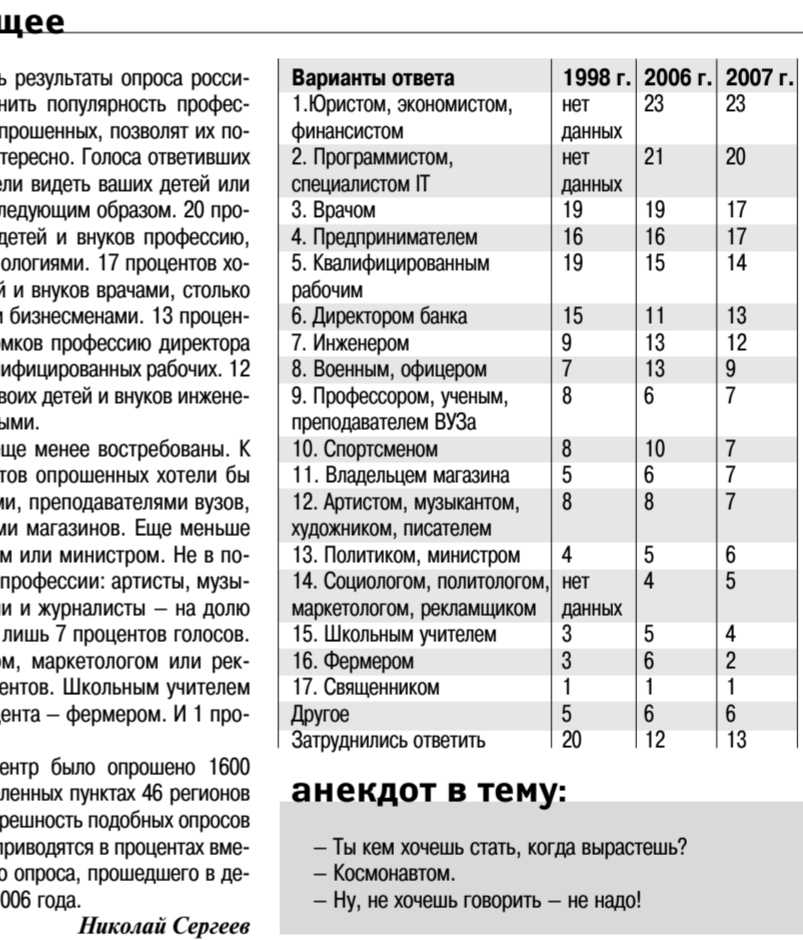 щее
ь результаты опроса росси-
нить популярность профес-
прошенных, позволят их по-
тересно. Голоса ответивших
ели видеть ваших детей или
ледующим образом. 20 про-
детей и внуков профессию,
ологиями. 17 процентов хо-
й и внуков врачами, столько
и бизнесменами. 13 процен-
омков профессию директора
лифицированных рабочих. 12
воих детей и внуков инжене-
ыми.
еще менее востребованы. К
тов опрошенных хотели бы
ми, преподавателями вузов,
ми магазинов. Еще меньше
м или министром. Не в по-
профессии: артисты, музы-
и и журналисты – на долю
лишь 7 процентов голосов.
ом, маркетологом или рек-
ентов. Школьным учителем
цента – фермером. И 1 про-
ентр было опрошено 1600
ленных пунктах 46 регионов
решность подобных опросов
приводятся в процентах вме-
о опроса, прошедшего в де-
006 года.
Николай Сергеев
Варианты ответа 1998 г. 2006 г. 2007 г.
1.Юристом, экономистом, нет 23 23
финансистом данных
2. Программистом, нет 21 20
специалистом IT данных
3. Врачом 19 19 17
4. Предпринимателем 16 16 17
5. Квалифицированным 19 15 14
рабочим
6. Директором банка 15 11 13
7. Инженером 9 13 12
8. Военным, офицером 7 13 9
9. Профессором, ученым, 8 6 7
преподавателем ВУЗа
10. Спортсменом 8 10 7
11. Владельцем магазина 5 6 7
12. Артистом, музыкантом, 8 8 7
художником, писателем
13. Политиком, министром 4 5 6
14. Социологом, политологом, нет 4 5
маркетологом, рекламщиком данных
15. Школьным учителем 3 5 4
16. Фермером 3 6 2
17. Священником 1 1 1
Другое 5 6 6
Затруднились ответить 20 12 13
анекдот в тему:
– Ты кем хочешь стать, когда вырастешь?
– Космонавтом.
– Ну, не хочешь говорить – не надо!